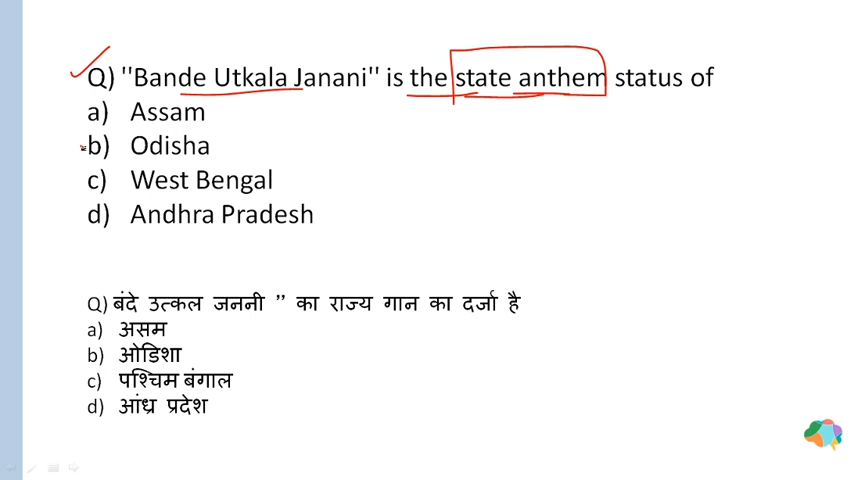 Q) "Bande Utkala Janani" is the state anthem status of
a) Assam
b) Odisha
c) West Bengal
d) Andhra Pradesh
Q) बंदे उत्कल जननी ” का राज्य गान का दर्जा है
a) असम
b) ओडिशा
c) पश्चिम बंगाल
d) आंध्र प्रदेश